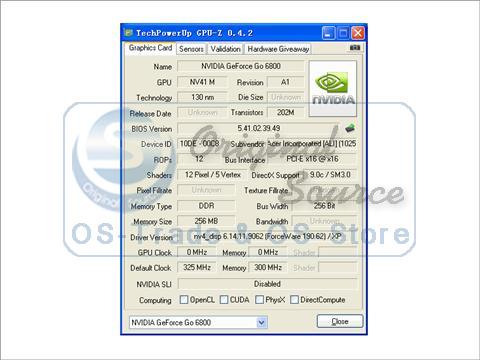 TechPowerUp GPU-Z 0.4.2
Graphics Card Sensors Validation Hardware Giveaway
Name NVIDIA GeForce Go 6800
GPU NV41 M Revision A1
Technology 130 nm Die Size Unknown
Release Date Unknown Transistors 202M
NVIDIA
BIOS Version 5.41.02.39.49
Device ID 10DE - 00C8 Subvendor Acer Incorporated [ALI] (1025
ROPs 12 Bus Interface PCI-E x16 @ x16
Shaders 12 Pixel / 5 Vertex DirectX Support 9.0c / SM3.0
Pixel Fillrate Unknown Texture Fillrate Unknown
Memory Type DDR Bus Width 256 Bit
Memory Size 256 MB Bandwidth Unknown
Driver Version nv4_disp 6.14.11.9062 (ForceWare 190.62) / XP
GPU Clock 0 MHz Memory 0 MHz Shader
Default Clock 325 MHz Memory 300 MHz Shader
NVIDIA SLI Disabled
Computing OpenCL CUDA PhysX DirectCompute
NVIDIA GeForce Go 6800 Close
Original Source
OS-Trade & OS-Store